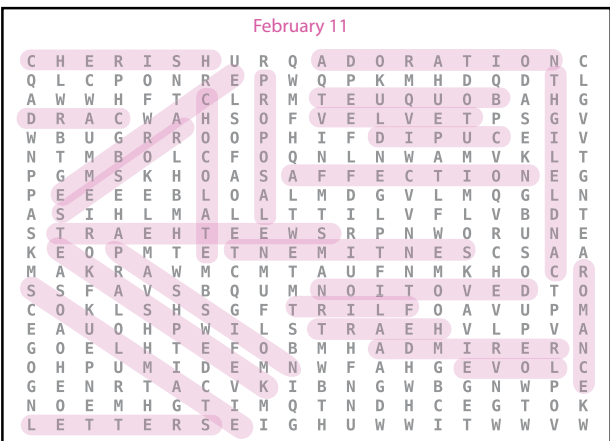 February 11
C H E R I S H U R Q A D O R A T I O N C
Q L C P O N R E P W Q P K M H D Q D T L
A W W H F T C L R M T E U Q U O B A H G
D R A C W A H S O F V E L V E T P S G V
W B U G R R O O P H I F D I P U C E I V
N T M B O L C F O Q N L N W A M V K L T
P G M S K H O A S A F F E C T I O N E G
P E E E E B L O A L M D G V L M Q G L N
A S I H L M A L L T T I L V F L V B D T
S T R A E H T E E W S R P N W O R U N E
K E O P M T E T N E M I T N E S C S A A
M A K R A W M C M T A U F N M K H O C R
S S F A V S B Q U M N O I T O V E D T O
C O K L S H S G F T R I L F O A V U P M
E A U O H P W I L S T R A E H V L P V A
G O E L H T E F O B M H A D M I R E R N
O H P U M I D E M N W F A H G E V O L C
G E N R T A C V K I B N G W B G N W P E
N O E M H G T I M Q T N D H C E G T O K
L E T T E R S E I G H U W W I T W W V W